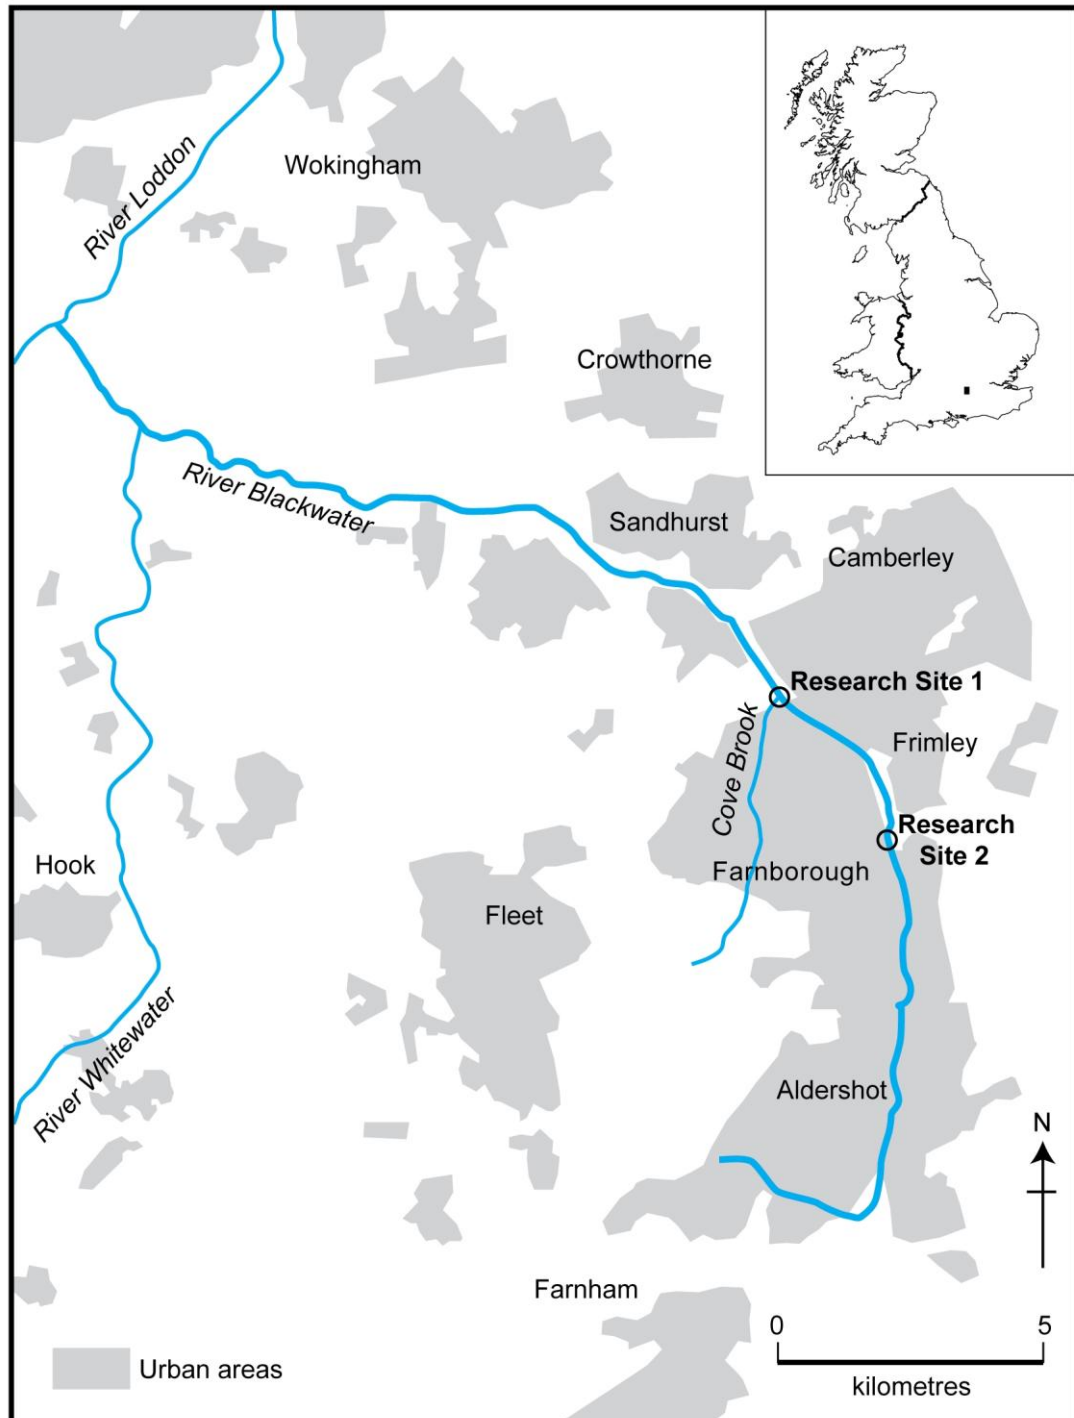 Wokingham
River Loddon
Crowthorne
River Blackwater
Sandhurst
Camberley
Research Site 1
Cove Brook
Frimley
Research
Site 2
Hook
Farnborough
Fleet
River Whitewater
Aldershot
N
Farnham
0 5
kilometres
Urban areas